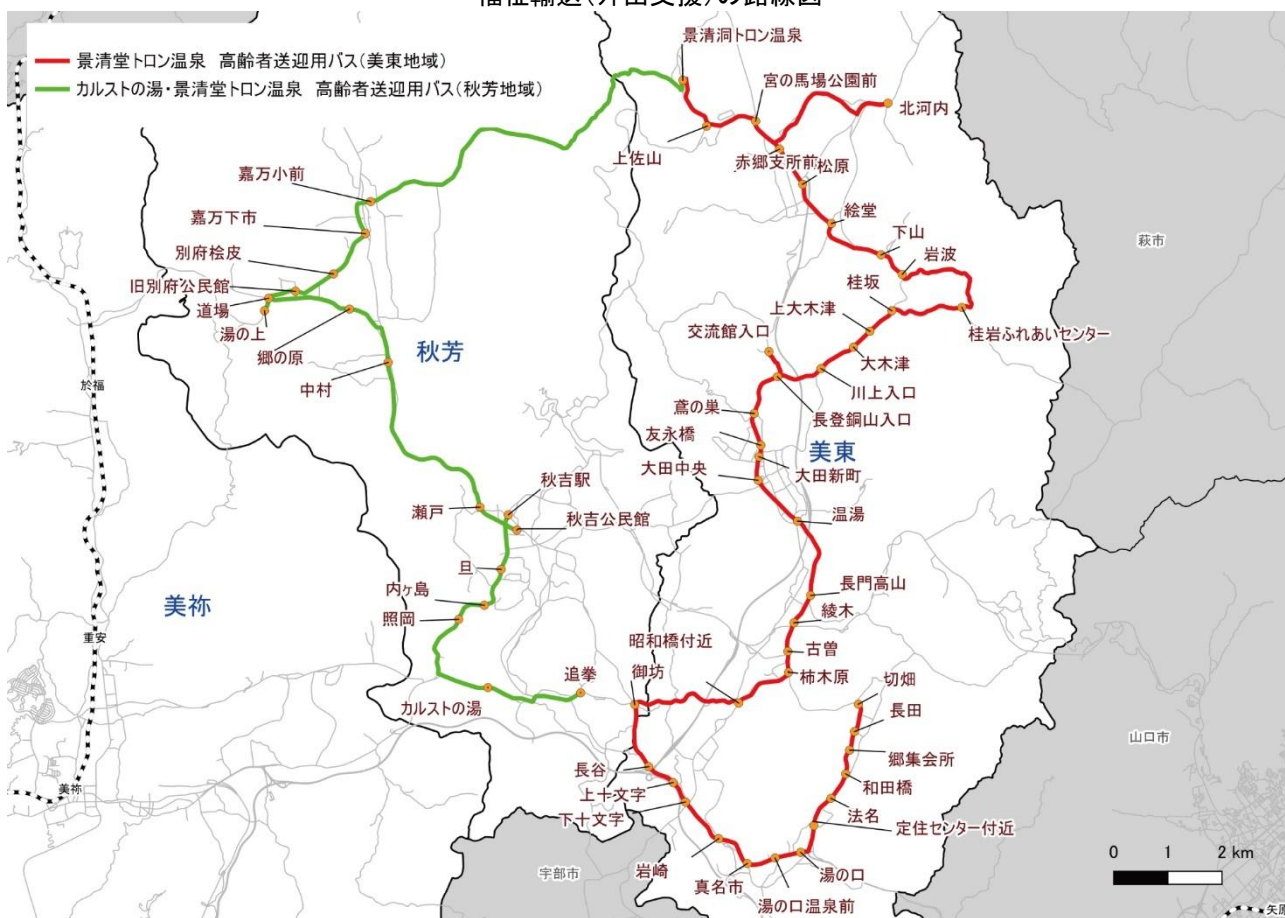 福祉輸送(外出支援)の路線図
景清堂トロン温泉 高齢者送迎用バス(美東地域)
カルストの湯・景清堂トロン温泉 高齢者送迎用バス(秋芳地域)
景清洞トロン温泉
宮の馬場公園前
北河内
上佐山
赤郷支所前
松原
嘉万小前
嘉万下市
絵堂
下山
岩波
萩市
別府桧皮
旧別府公民館
道場
湯の上
郷の原
中村
秋芳
桂坂
上大木津
交流館入口
桂岩ふれあいセンター
大木津
川上入口
長登銅山入口
於福
鳶の巣
友永橋
美東
大田中央
大田新町
秋吉駅
瀬戸
秋吉公民館
温湯
旦
内ヶ島
照岡
美祢
重安
長門高山
綾木
昭和橋付近
古曽
御坊
柿木原
追拳
カルストの湯
切畑
長田
郷集会所
山口市
和田橋
長谷
上十文字
下十文字
法名
定住センター付近
美祢
岩崎
真名市
湯の口
湯の口温泉前
宇部市
0 1 2 km
矢原